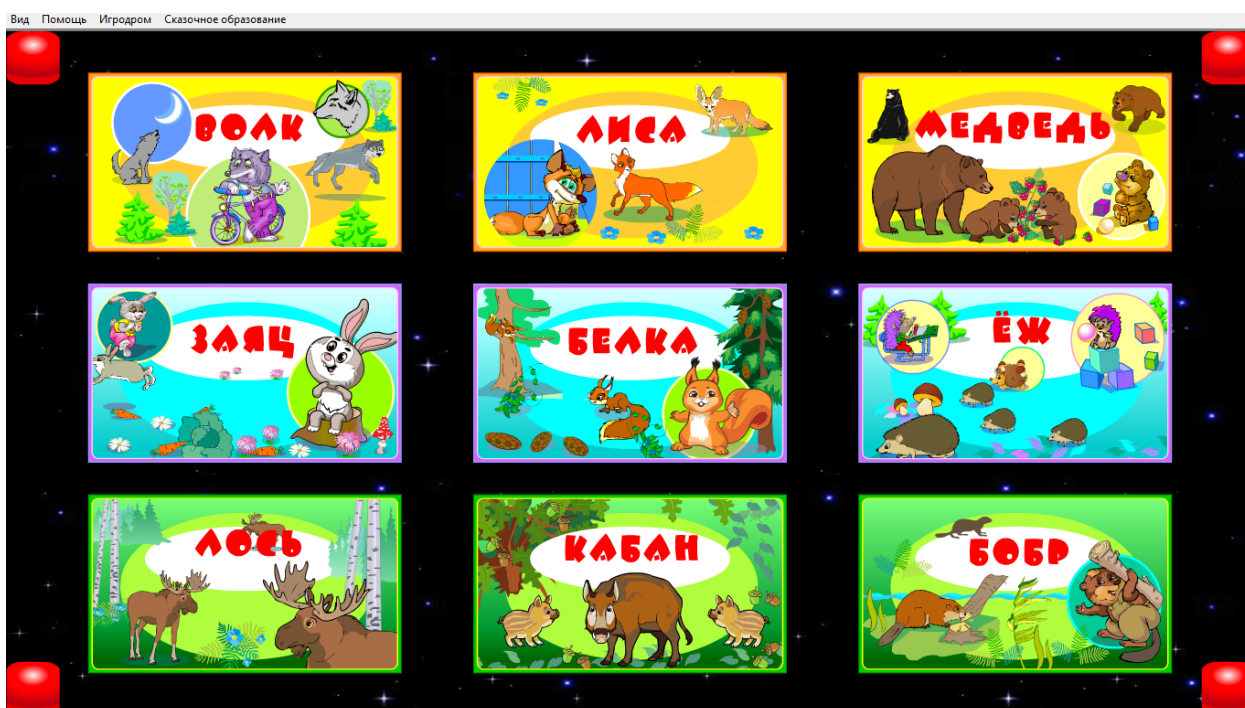 Вид Помощь Игродром Сказочное образование
ВОЛК
ЛИСА
МЕДВЕДЬ
ЗАЯЦ
БЕЛКА
ЁЖ
ЛОСЬ
КАБАН
БОБР